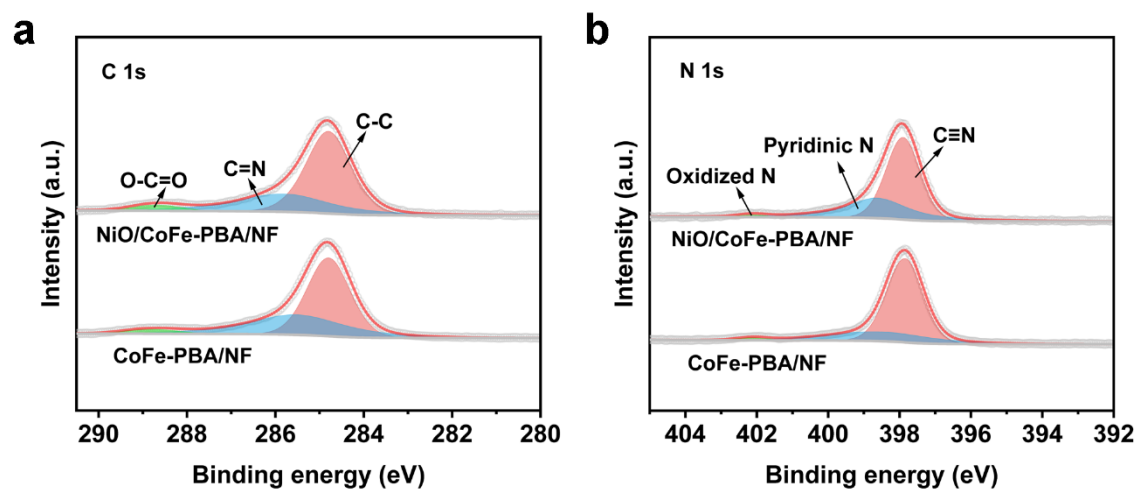 a
C 1s
C-C
C=N
O-C=O
NiO/CoFe-PBA/NF
CoFe-PBA/NF
Intensity (a.u.)
290 288 286 284 282 280
Binding energy (eV)
b
N 1s
C≡N
Pyridinic N
Oxidized N
NiO/CoFe-PBA/NF
CoFe-PBA/NF
Intensity (a.u.)
404 402 400 398 396 394 392
Binding energy (eV)